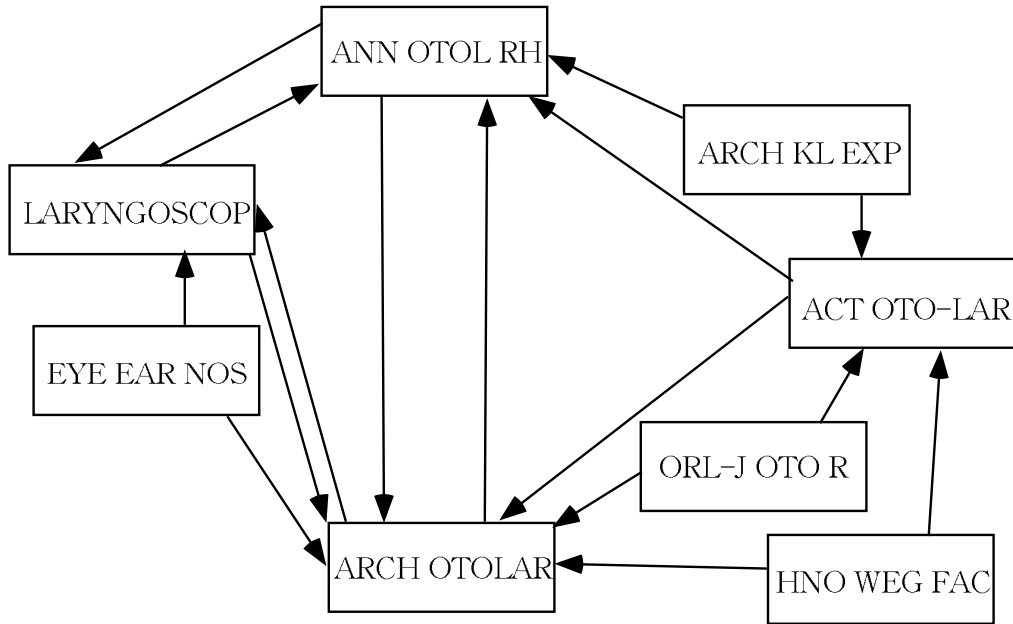 ANN OTOL RH
ARCH KL EXP
LARYNGOSCOP
ACT OTO-LAR
EYE EAR NOS
ORL-J OTO R
ARCH OTOLAR
HNO WEG FAC